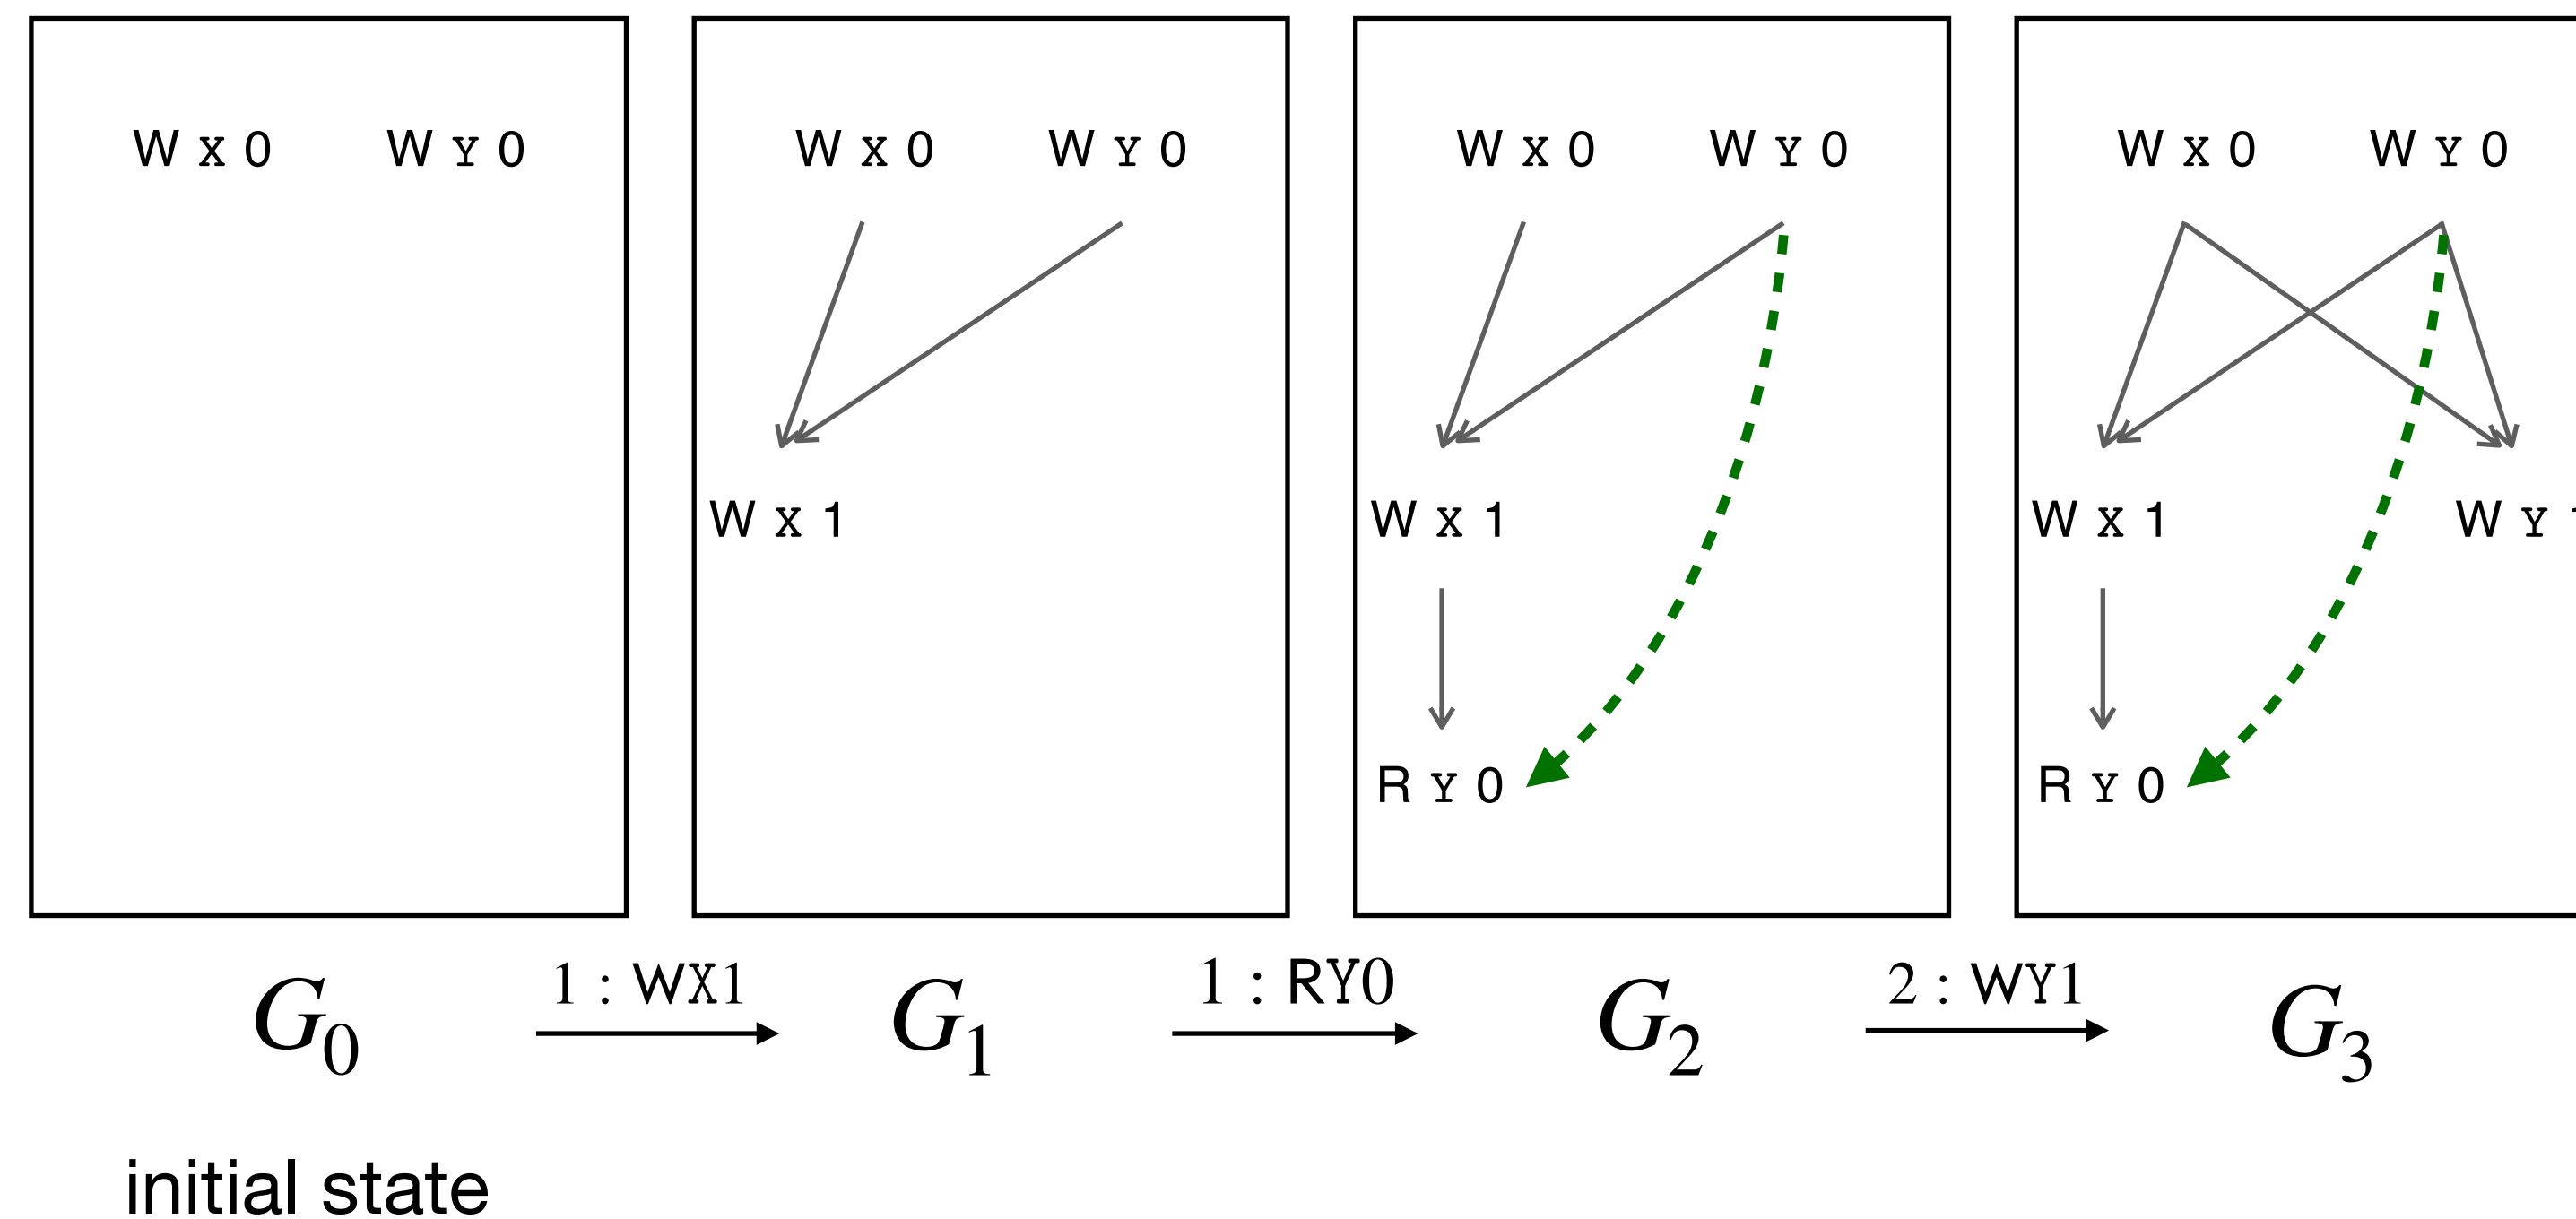 W X 0 W Y 0 W X 0 W Y 0 W X 0 W Y 0 W X 0 W Y 0
W X 1 W X 1 W X 1 W Y
R Y 0 R Y 0
G0 1 : WX1 G1 1 : RY0 G2 2 : WY1 G3
initial state